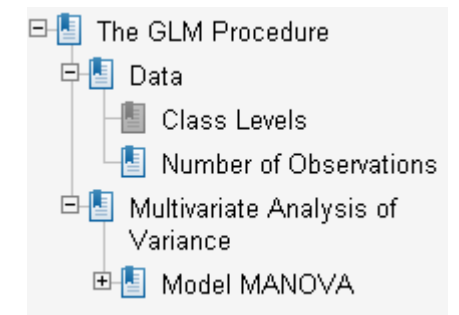 The GLM Procedure
Data
Class Levels
Number of Observations
Multivariate Analysis of
Variance
Model MANOVA